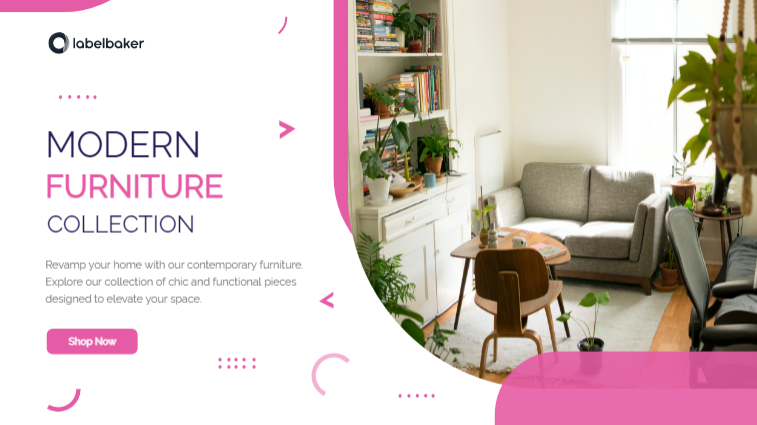 labelbaker
MODERN
FURNITURE
COLLECTION
Revamp your home with our contemporary furniture.
Explore our collection of chic and functional pieces
designed to elevate your space.
Shop Now